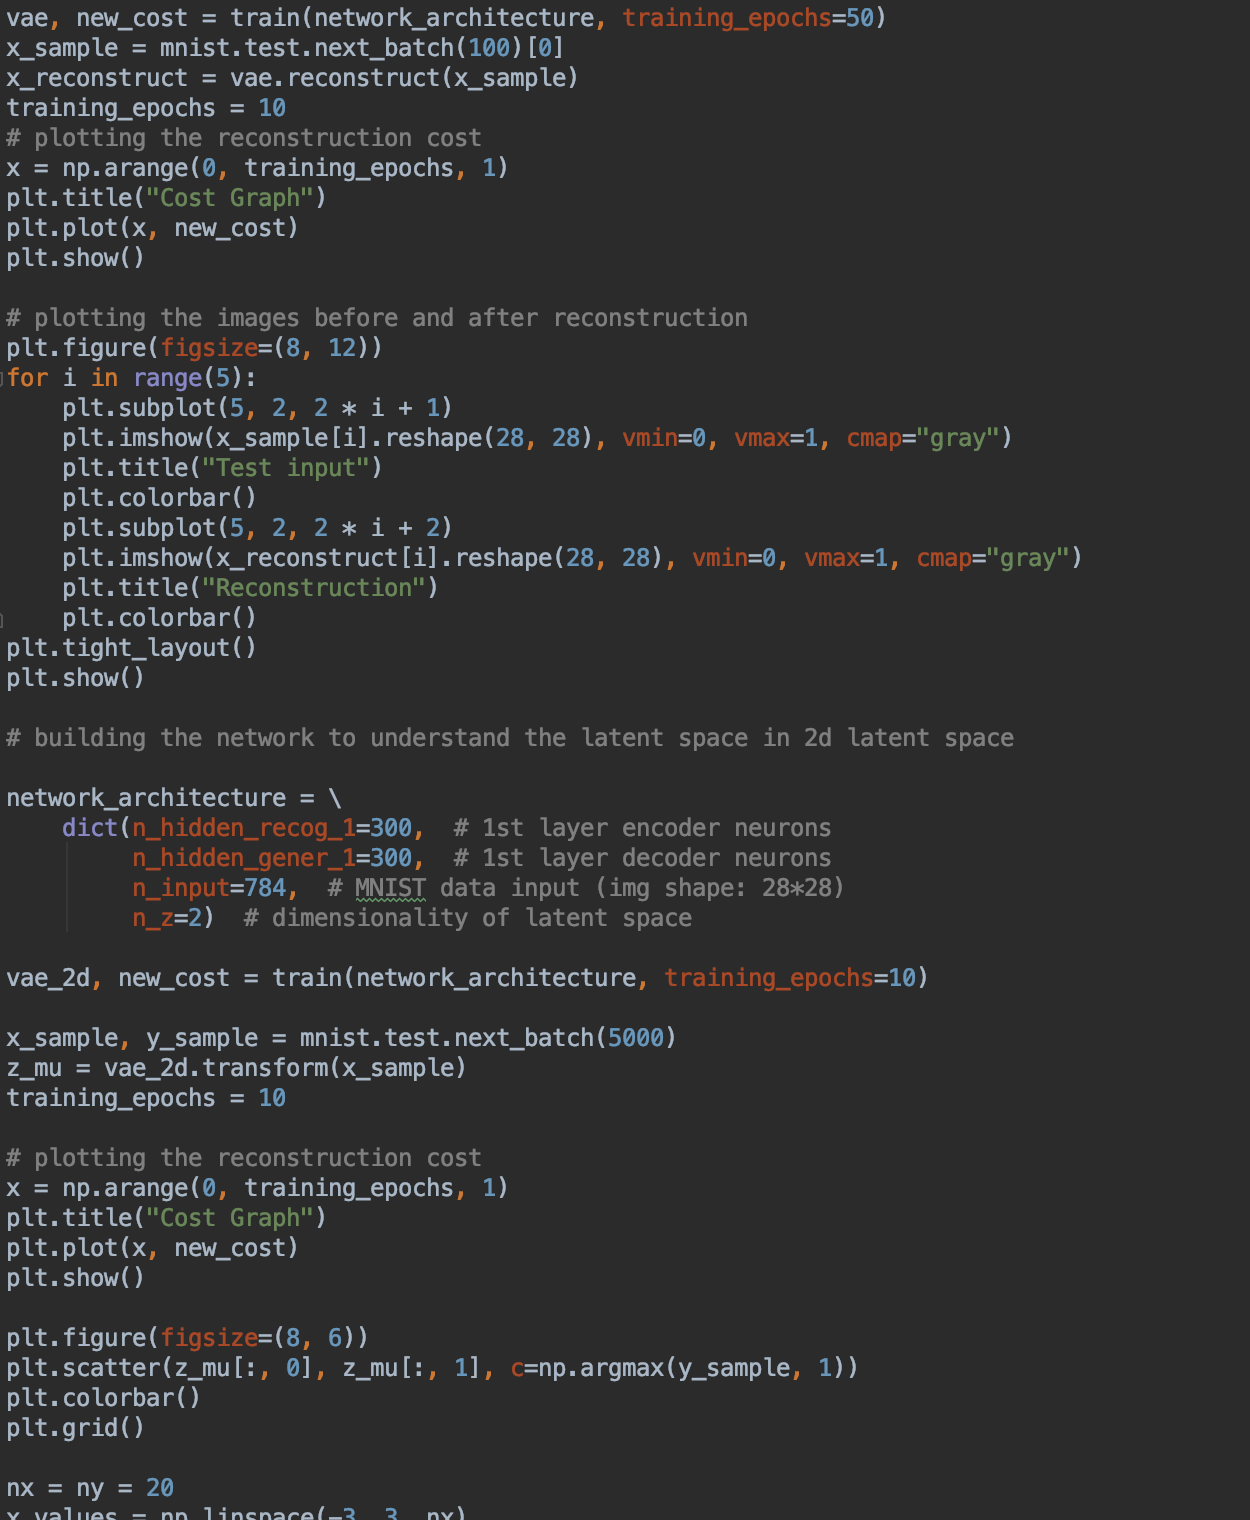 vae, new_cost = train(network_architecture, training_epochs=50)
x_sample = mnist.test.next_batch(100)[0]
x_reconstruct = vae.reconstruct(x_sample)
training_epochs = 10
# plotting the reconstruction cost
x = np.arange(0, training_epochs, 1)
plt.title("Cost Graph")
plt.plot(x, new_cost)
plt.show()

# plotting the images before and after reconstruction
plt.figure(figsize=(8, 12))
for i in range(5):
    plt.subplot(5, 2, 2 * i + 1)
    plt.imshow(x_sample[i].reshape(28, 28), vmin=0, vmax=1, cmap="gray")
    plt.title("Test input")
    plt.colorbar()
    plt.subplot(5, 2, 2 * i + 2)
    plt.imshow(x_reconstruct[i].reshape(28, 28), vmin=0, vmax=1, cmap="gray")
    plt.title("Reconstruction")
    plt.colorbar()
plt.tight_layout()
plt.show()

# building the network to understand the latent space in 2d latent space

network_architecture = \
    dict(n_hidden_recog_1=300,  # 1st layer encoder neurons
         n_hidden_gener_1=300,  # 1st layer decoder neurons
         n_input=784,  # MNIST data input (img shape: 28*28)
         n_z=2)  # dimensionality of latent space

vae_2d, new_cost = train(network_architecture, training_epochs=10)

x_sample, y_sample = mnist.test.next_batch(5000)
z_mu = vae_2d.transform(x_sample)
training_epochs = 10

# plotting the reconstruction cost
x = np.arange(0, training_epochs, 1)
plt.title("Cost Graph")
plt.plot(x, new_cost)
plt.show()

plt.figure(figsize=(8, 6))
plt.scatter(z_mu[:, 0], z_mu[:, 1], c=np.argmax(y_sample, 1))
plt.colorbar()
plt.grid()

nx = ny = 20
x_values = np.linspace(-3, 3, nx)